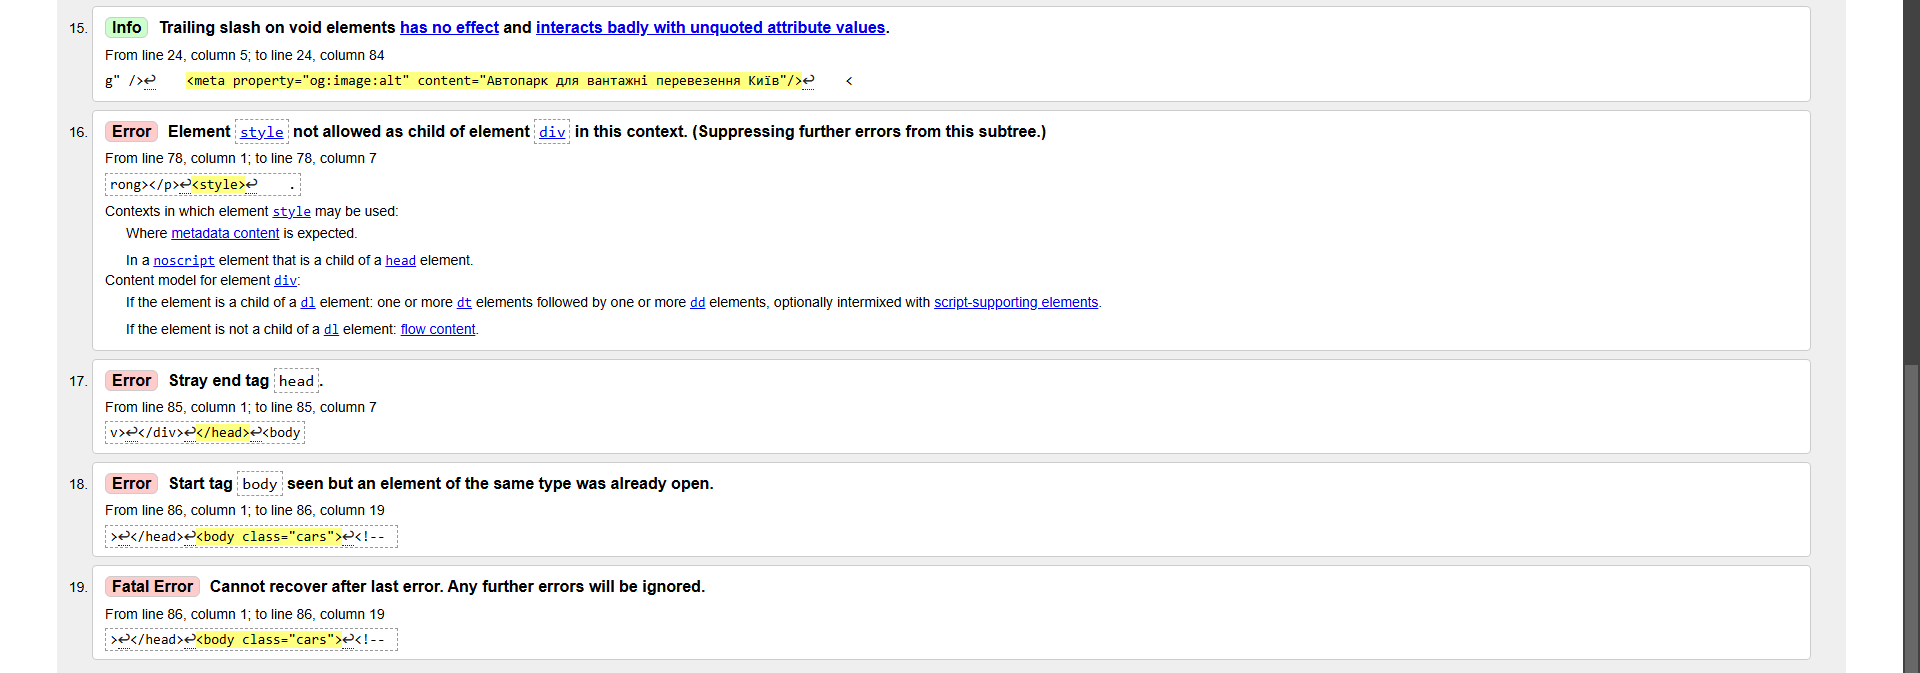 15. Info Trailing slash on void elements has no effect and interacts badly with unquoted attribute values.
From line 24, column 5; to line 24, column 84
g" />↩    <meta property="og:image:alt" content="Автопарк для вантажні перевезення Київ"/>↩    <
16. Error Element style not allowed as child of element div in this context. (Suppressing further errors from this subtree.)
From line 78, column 1; to line 78, column 7
rong></p>↩<style>↩    .
Contexts in which element style may be used:
Where metadata content is expected.
In a noscript element that is a child of a head element.
Content model for element div:
If the element is a child of a dl element: one or more dt elements followed by one or more dd elements, optionally intermixed with script-supporting elements.
If the element is not a child of a dl element: flow content.
17. Error Stray end tag head.
From line 85, column 1; to line 85, column 7
v>↩</div>↩</head>↩<body
18. Error Start tag body seen but an element of the same type was already open.
From line 86, column 1; to line 86, column 19
>↩</head>↩<body class="cars">↩<!--
19. Fatal Error Cannot recover after last error. Any further errors will be ignored.
From line 86, column 1; to line 86, column 19
>↩</head>↩<body class="cars">↩<!--